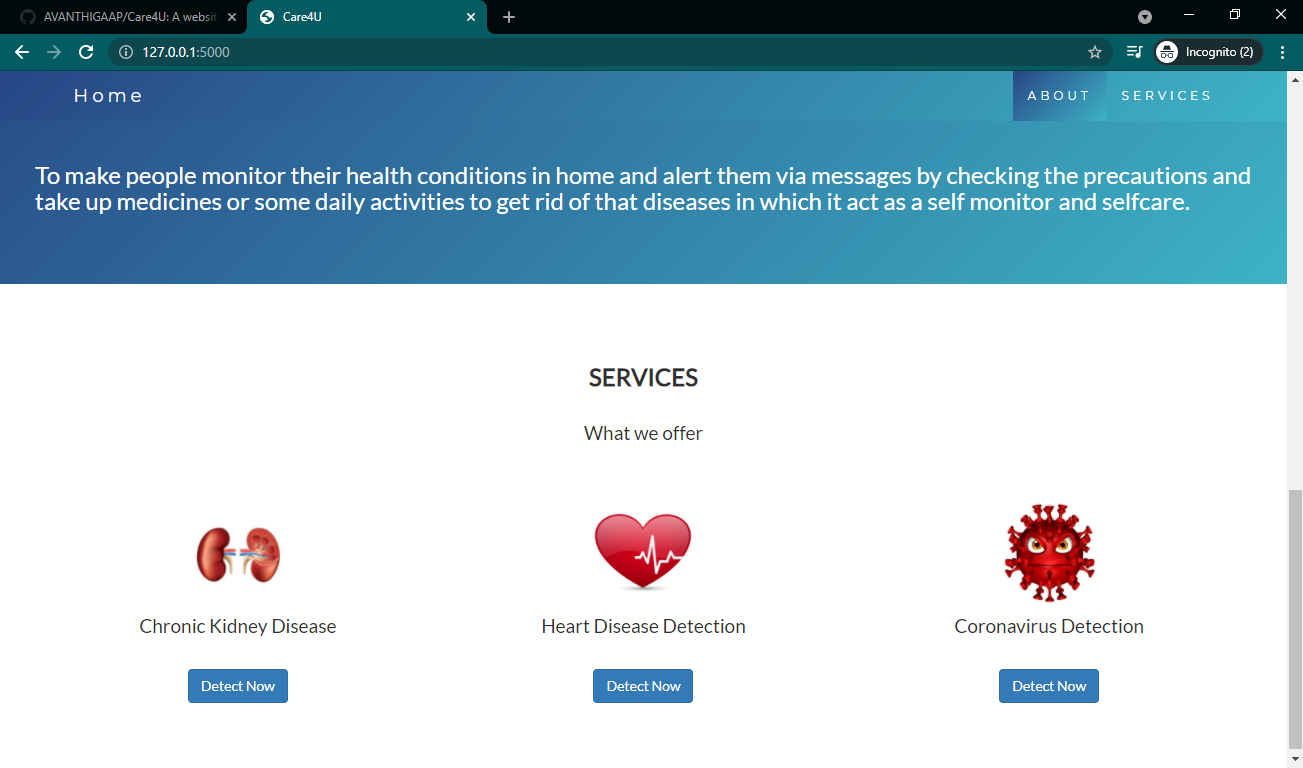 AVANTHIGAAP/Care4U: A websit
Care4U
127.0.0.1:5000
Incognito (2)
Home
ABOUT
SERVICES
To make people monitor their health conditions in home and alert them via messages by checking the precautions and
take up medicines or some daily activities to get rid of that diseases in which it act as a self monitor and selfcare.
SERVICES
What we offer
Chronic Kidney Disease
Heart Disease Detection
Coronavirus Detection
Detect Now
Detect Now
Detect Now